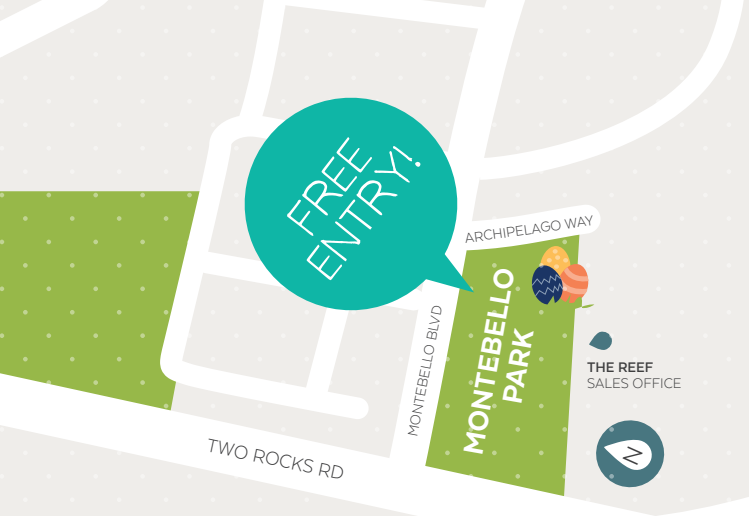 FREE
ENTRY!
ARCHIPELAGO WAY
MONTEBELLO
PARK
MONTEBELLO BLVD
THE REEF
SALES OFFICE
TWO ROCKS RD
N